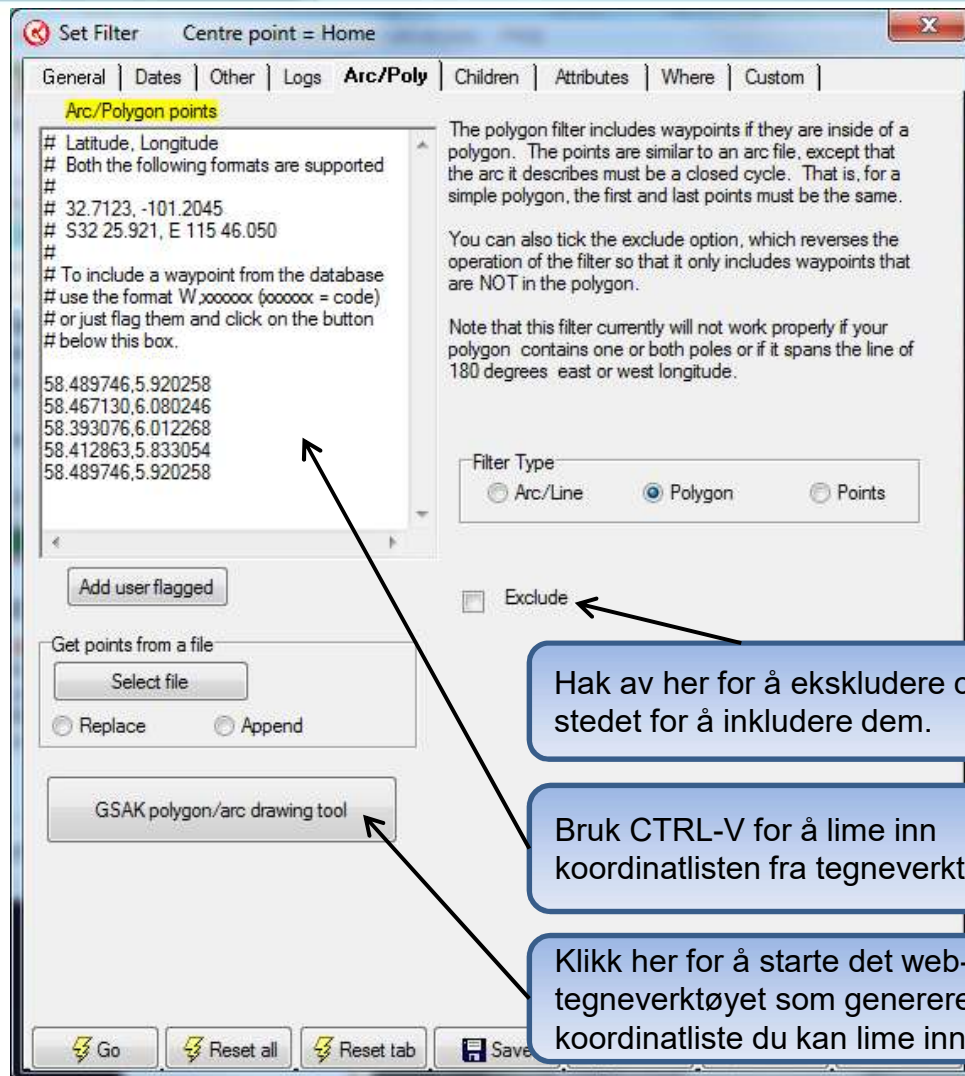 Set Filter Centre point = Home
General Dates Other Logs Arc/Poly Children Attributes Where Custom
Arc/Polygon points
# Latitude, Longitude
# Both the following formats are supported
#
# 32.7123, -101.2045
# S32 25.921, E 115 46.050
#
# To include a waypoint from the database
# use the format W,xxxxxx (xxxxxx = code)
# or just flag them and click on the button
# below this box.
58.489746,5.920258
58.467130,6.080246
58.393076,6.012268
58.412863,5.833054
58.489746,5.920258
The polygon filter includes waypoints if they are inside of a
polygon. The points are similar to an arc file, except that
the arc it describes must be a closed cycle. That is, for a
simple polygon, the first and last points must be the same.
You can also tick the exclude option, which reverses the
operation of the filter so that it only includes waypoints that
are NOT in the polygon.
Note that this filter currently will not work properly if your
polygon contains one or both poles or if it spans the line of
180 degrees east or west longitude.
Filter Type
Arc/Line Polygon Points
Add user flagged
Exclude
Get points from a file
Select file
Replace Append
GSAK polygon/arc drawing tool
Hak av her for å ekskludere
stedet for å inkludere dem.
Bruk CTRL-V for å lime inn
koordinatlisten fra tegneverkt
Klikk her for å starte det web-
tegneverktøyet som generere
koordinatliste du kan lime inn
Go Reset all Reset tab Save